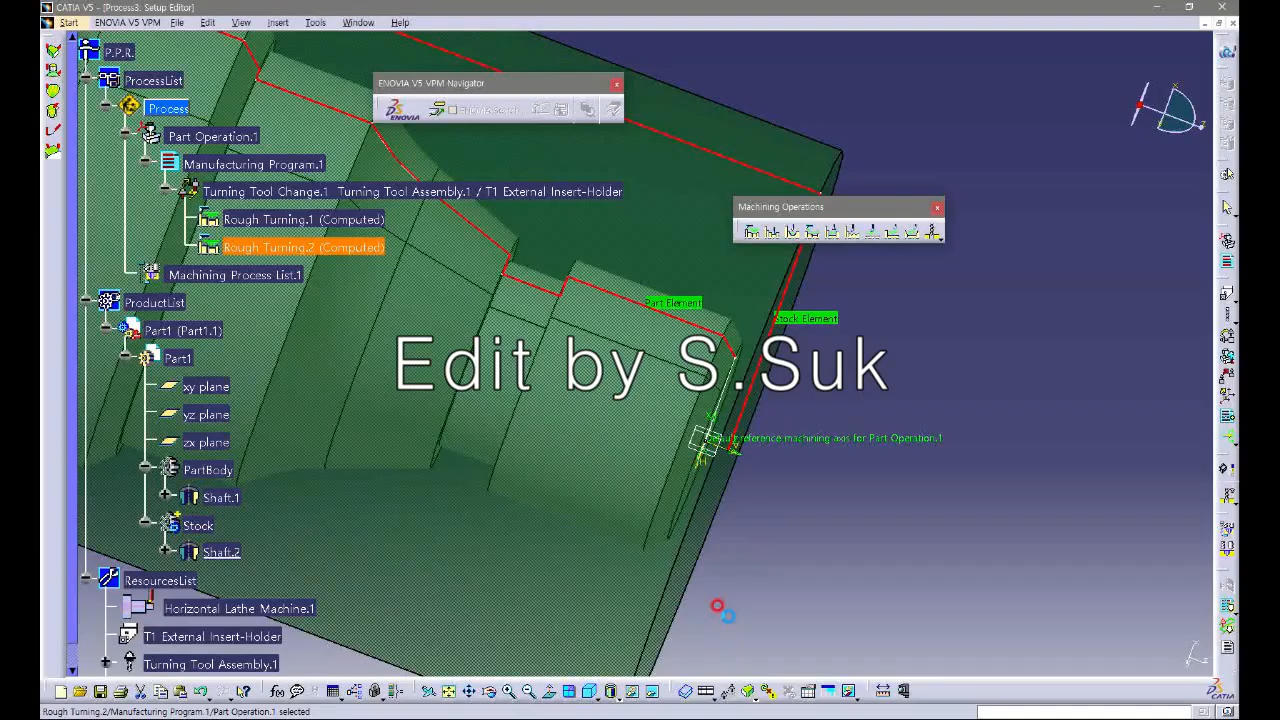 CATIA V5 - [Process3: Setup Editor]
Start ENOVIA V5 VPM File Edit View Insert Tools Window Help
P.P.R.
ENOVIA V5 VPM Navigator
ProcessList
ENOVIA
Process
Part Operation.1
Manufacturing Program.1
Turning Tool Change.1 Turning Tool Assembly.1 / T1 External Insert-Holder
Machining Operations
Rough Turning.1 (Computed)
Rough Turning.2 (Computed)
Machining Process List.1
ProductList
Part Element
Stock Element
Part1 (Part1.1)
Part1
Edit by S.Suk
xy plane
yz plane
Default reference machining axis for Part Operation.1
zx plane
PartBody
Shaft.1
Stock
Shaft.2
ResourcesList
Horizontal Lathe Machine.1
T1 External Insert-Holder
Turning Tool Assembly.1
CATIA
Rough Turning.2/Manufacturing Program.1/Part Operation.1 selected